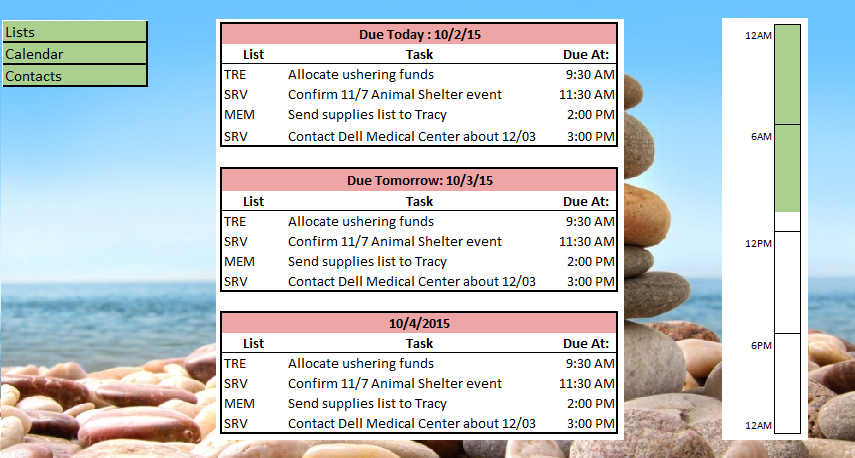 Lists
Calendar
Contacts
Due Today : 10/2/15
List Task Due At:
TRE Allocate ushering funds 9:30 AM
SRV Confirm 11/7 Animal Shelter event 11:30 AM
MEM Send supplies list to Tracy 2:00 PM
SRV Contact Dell Medical Center about 12/03 3:00 PM
Due Tomorrow: 10/3/15
List Task Due At:
TRE Allocate ushering funds 9:30 AM
SRV Confirm 11/7 Animal Shelter event 11:30 AM
MEM Send supplies list to Tracy 2:00 PM
SRV Contact Dell Medical Center about 12/03 3:00 PM
10/4/2015
List Task Due At:
TRE Allocate ushering funds 9:30 AM
SRV Confirm 11/7 Animal Shelter event 11:30 AM
MEM Send supplies list to Tracy 2:00 PM
SRV Contact Dell Medical Center about 12/03 3:00 PM
12AM
6AM
12PM
6PM
12AM